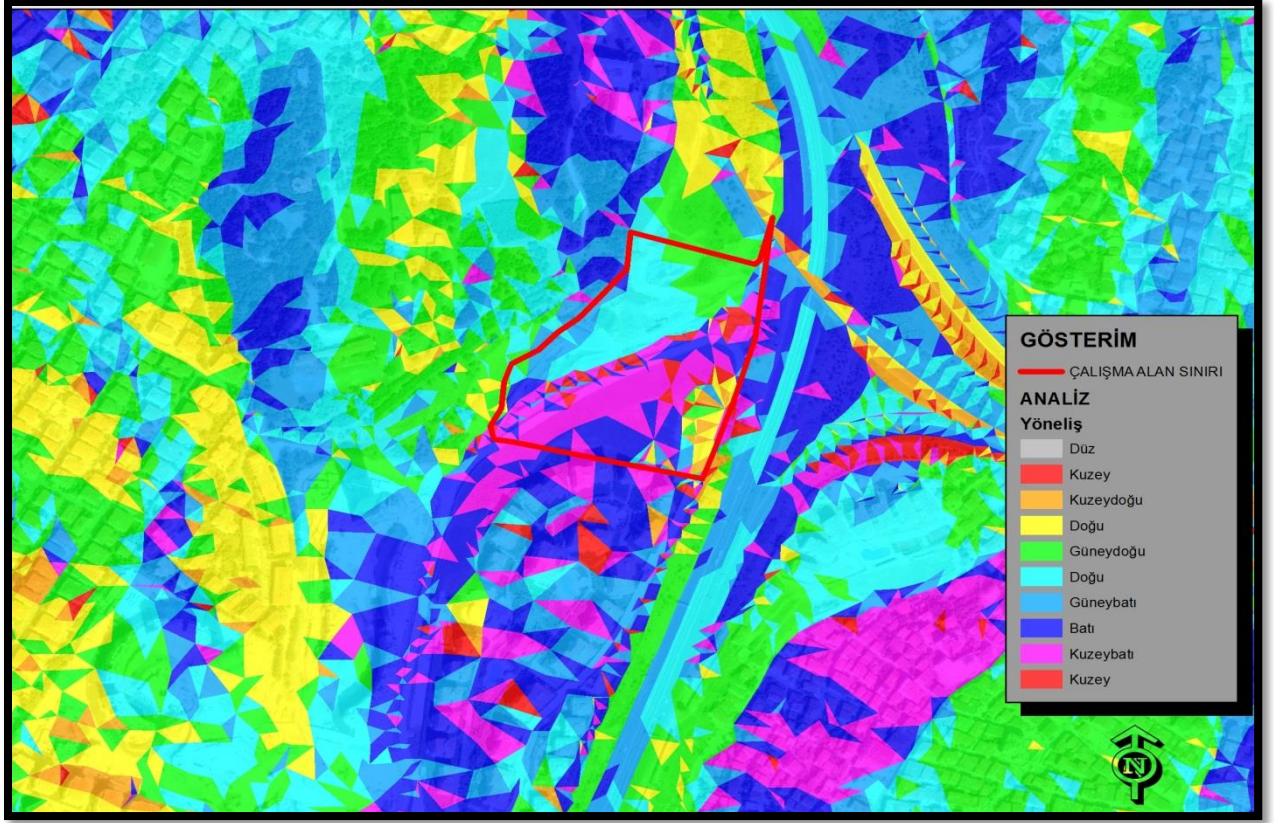 GÖSTERİM
ÇALIŞMA ALAN SINIRI
ANALİZ
Yöneliş
Düz
Kuzey
Kuzeydoğu
Doğu
Güneydoğu
Doğu
Güneybatı
Batı
Kuzeybatı
Kuzey
N